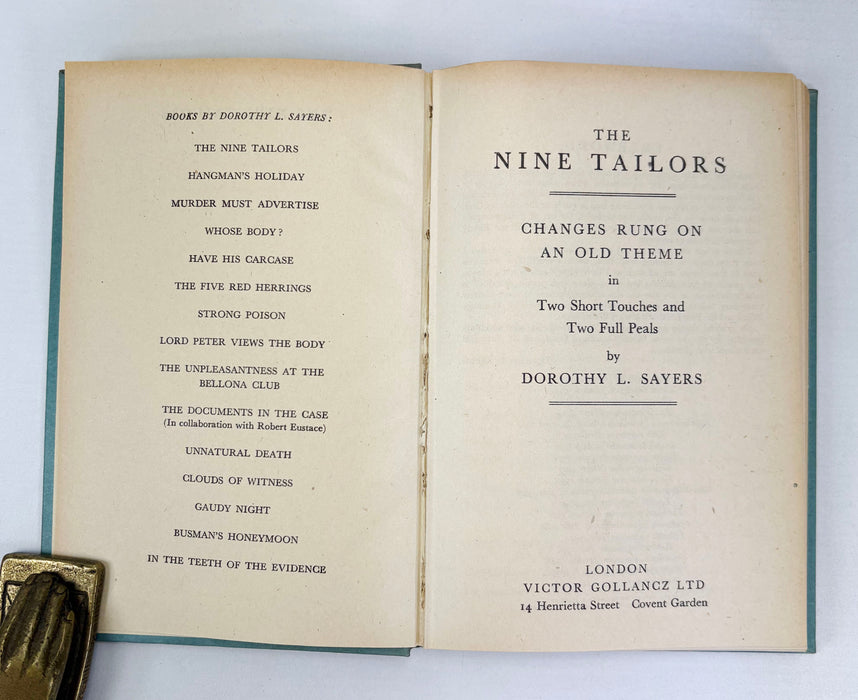 BOOKS BY DOROTHY L. SAYERS:
THE NINE TAILORS
HANGMAN'S HOLIDAY
MURDER MUST ADVERTISE
WHOSE BODY?
HAVE HIS CARCASE
THE FIVE RED HERRINGS
STRONG POISON
LORD PETER VIEWS THE BODY
THE UNPLEASANTNESS AT THE
BELLONA CLUB
THE DOCUMENTS IN THE CASE
(In collaboration with Robert Eustace)
UNNATURAL DEATH
CLOUDS OF WITNESS
GAUDY NIGHT
BUSMAN'S HONEYMOON
IN THE TEETH OF THE EVIDENCE
THE
NINE TAILORS
CHANGES RUNG ON
AN OLD THEME
in
Two Short Touches and
Two Full Peals
by
DOROTHY L. SAYERS
LONDON
VICTOR GOLLANCZ LTD
14 Henrietta Street Covent Garden